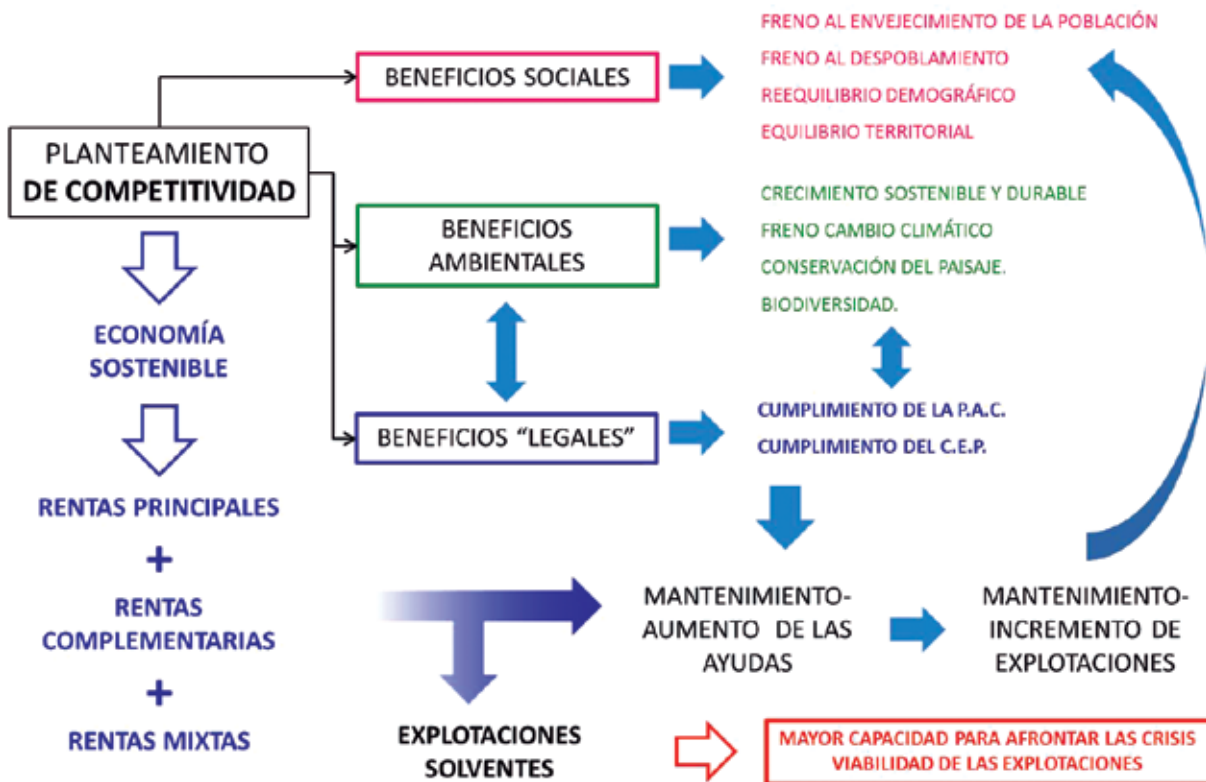 FRENO AL ENVEJECIMIENTO DE LA POBLACIÓN
FRENO AL DESPOBLAMIENTO
REEQUILIBRIO DEMOGRÁFICO
EQUILIBRIO TERRITORIAL
BENEFICIOS SOCIALES
PLANTEAMIENTO
DE COMPETITIVIDAD
BENEFICIOS
AMBIENTALES
CRECIMIENTO SOSTENIBLE Y DURABLE
FRENO CAMBIO CLIMÁTICO
CONSERVACIÓN DEL PAISAJE.
BIODIVERSIDAD.
ECONOMÍA
SOSTENIBLE
BENEFICIOS “LEGALES”
CUMPLIMIENTO DE LA P.A.C.
CUMPLIMIENTO DEL C.E.P.
RENTAS PRINCIPALES
+
RENTAS
COMPLEMENTARIAS
+
RENTAS MIXTAS
MANTENIMIENTO-
AUMENTO DE LAS
AYUDAS
MANTENIMIENTO-
INCREMENTO DE
EXPLOTACIONES
EXPLOTACIONES
SOLVENTES
MAYOR CAPACIDAD PARA AFRONTAR LAS CRISIS
VIABILIDAD DE LAS EXPLOTACIONES